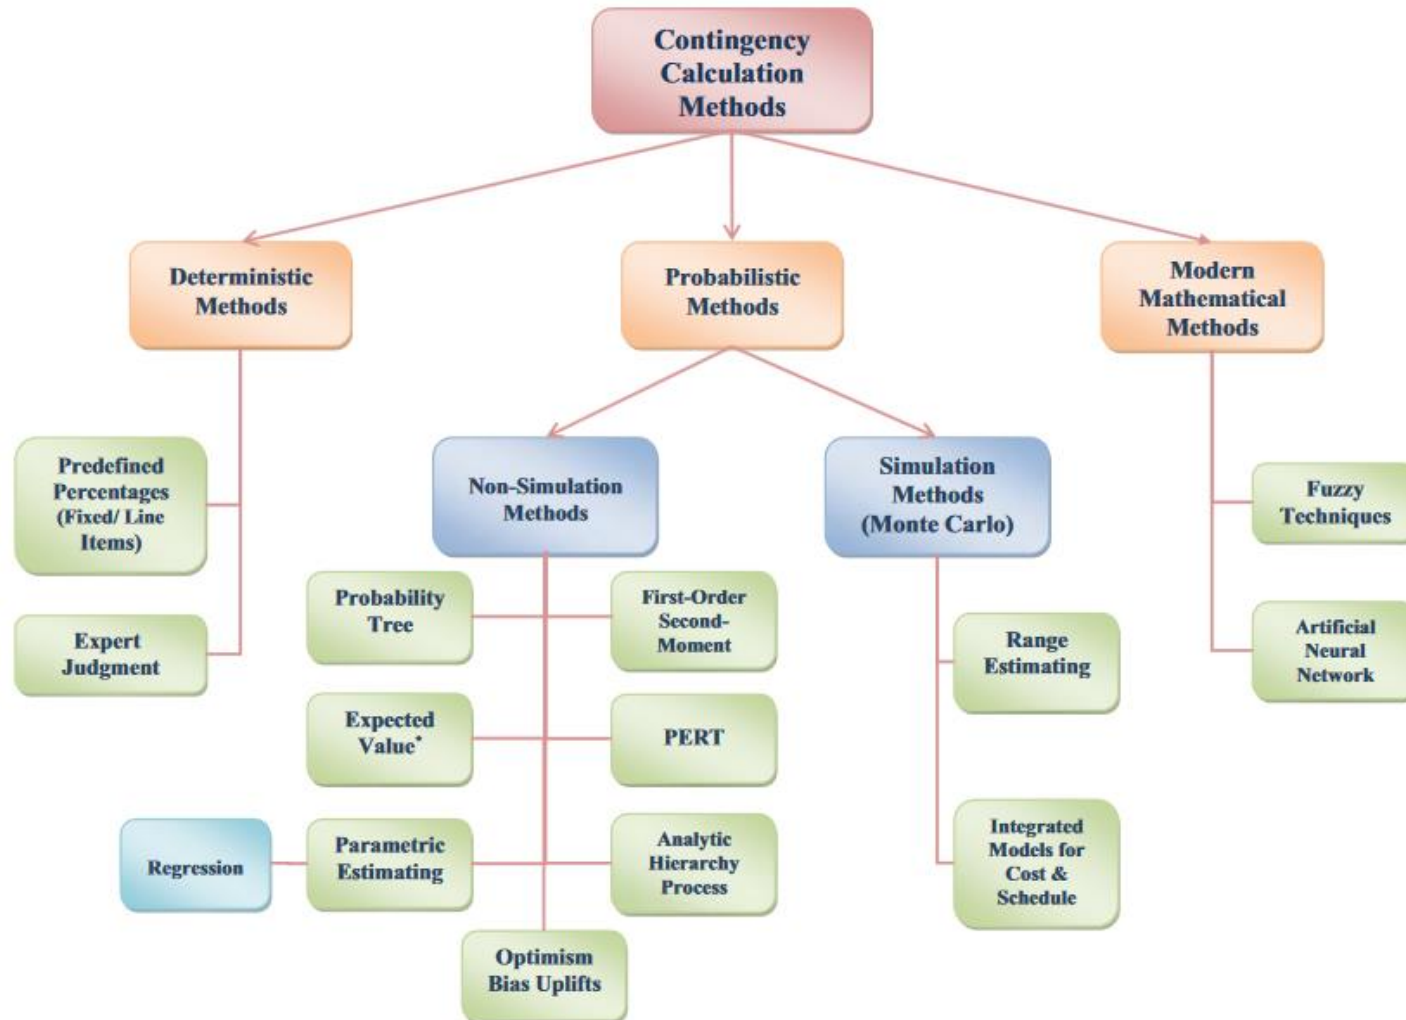 Contingency
Calculation
Methods
Deterministic
Methods
Probabilistic
Methods
Modern
Mathematical
Methods
Predefined
Percentages
(Fixed/ Line
Items)
Expert
Judgment
Non-Simulation
Methods
Simulation
Methods
(Monte Carlo)
Fuzzy
Techniques
Artificial
Neural
Network
Probability
Tree
First-Order
Second-
Moment
Range
Estimating
Expected
Value*
PERT
Regression
Parametric
Estimating
Analytic
Hierarchy
Process
Integrated
Models for
Cost &
Schedule
Optimism
Bias Uplifts